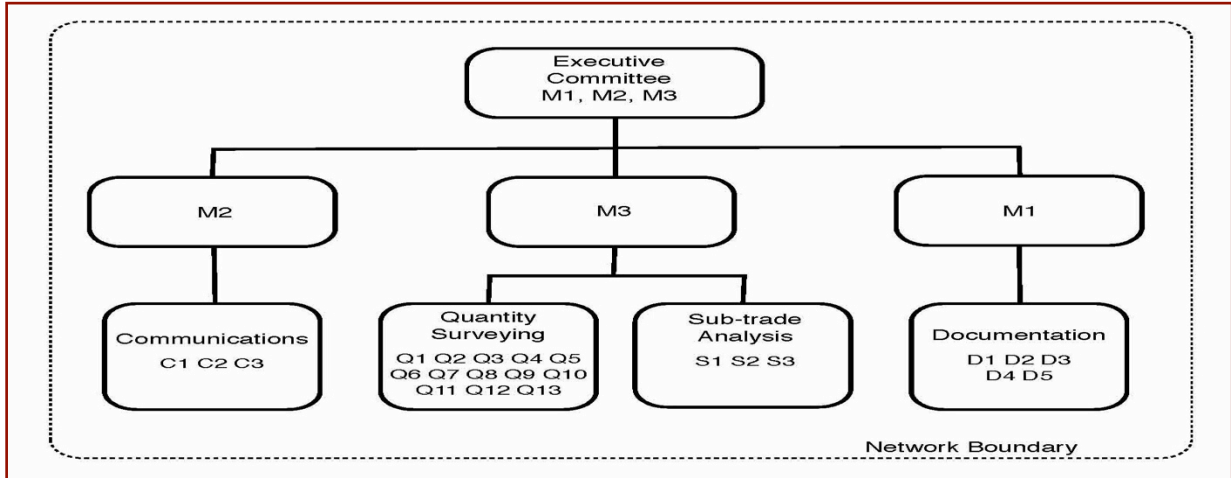 Executive
Committee
M1, M2, M3
M2
M3
M1
Communications
C1 C2 C3
Quantity
Surveying
Q1 Q2 Q3 Q4 Q5
Q6 Q7 Q8 Q9 Q10
Q11 Q12 Q13
Sub-trade
Analysis
S1 S2 S3
Documentation
D1 D2 D3
D4 D5
Network Boundary